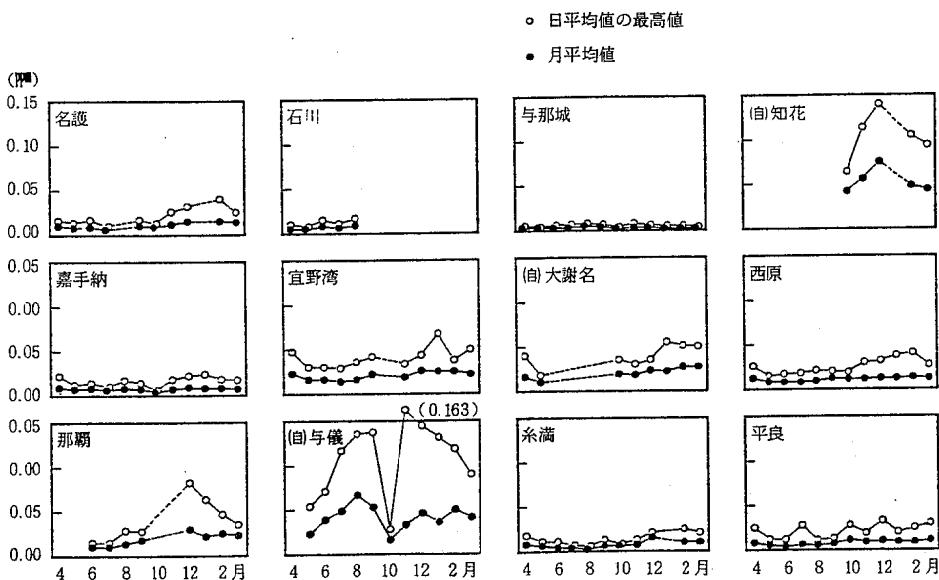 ○ 日平均値の最高値
● 月平均値
0.15
0.10
0.05
0.00
名護
石川
与那城
(自)知花
0.05
0.00
0.05
0.00
嘉手納
宜野湾
(自)大謝名
西原
0.05
0.00
0.05
0.00
那覇
(自)与儀
(0.163)
糸満
平良
4 6 8 10 12 2月
4 6 8 10 12 2月
4 6 8 10 12 2月
4 6 8 10 12 2月